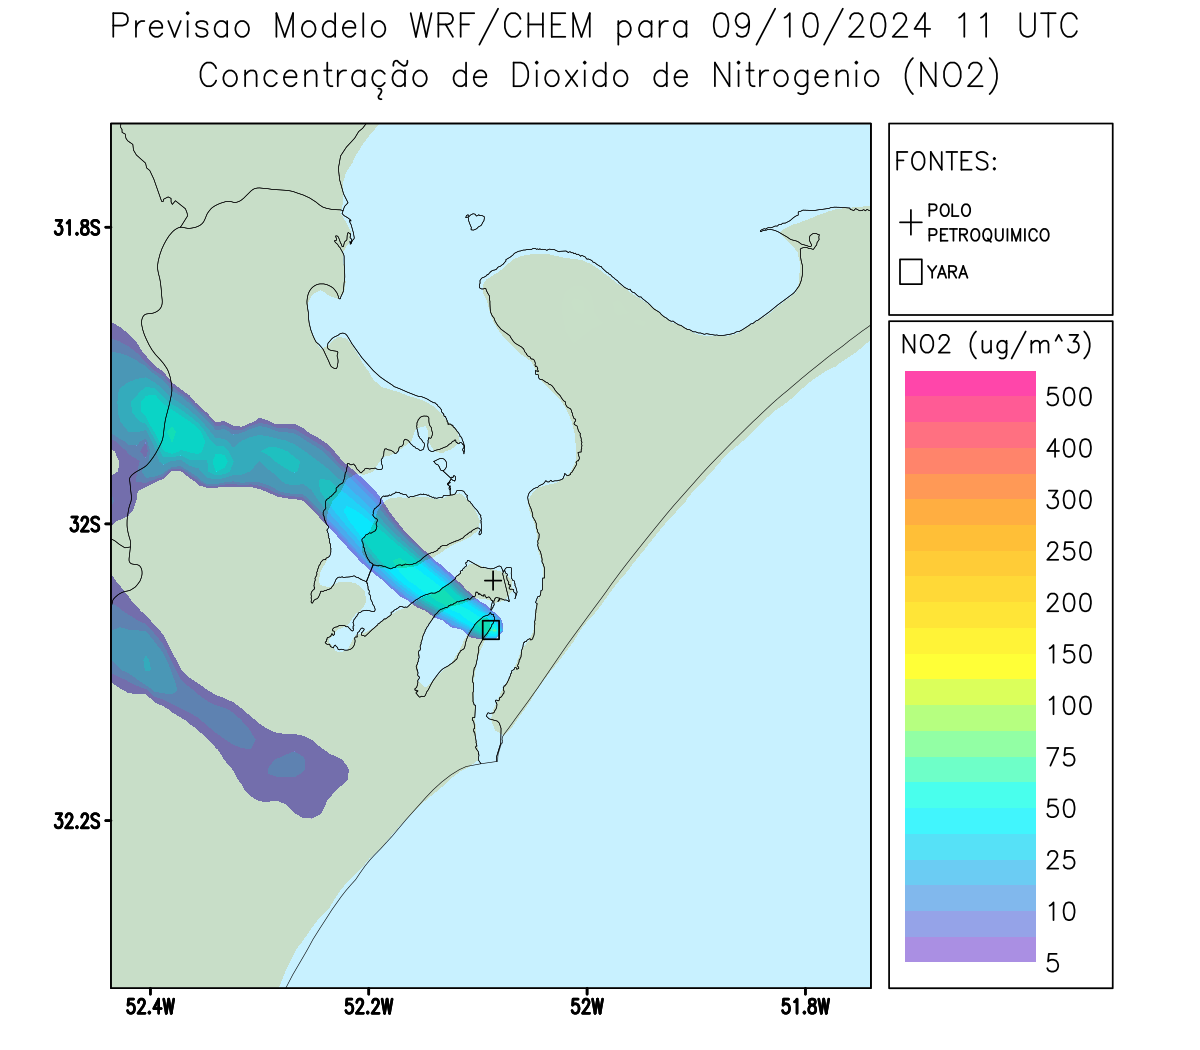 Previsao Modelo WRF/CHEM para 09/10/2024 11 UTC
Concentração de Dioxido de Nitrogenio (NO2)
FONTES:
POLO
PETROQUIMICO
YARA
NO2 (ug/m^3)
500
400
300
250
200
150
100
75
50
25
10
5
31.8S
32S
32.2S
52.4W
52.2W
52W
51.8W